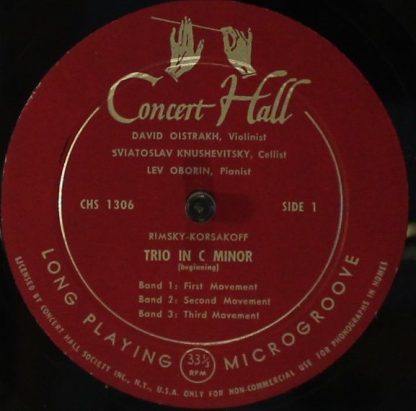 Concert Hall
DAVID OISTRAKH, Violinist
SVIATOSLAV KNUSHEVITSKY, Cellist
LEV OBORIN, Pianist
CHS 1306
SIDE 1
RIMSKY-KORSAKOFF
TRIO IN C MINOR
(beginning)
Band 1: First Movement
Band 2: Second Movement
Band 3: Third Movement
LONG PLAYING 33⅓ RPM MICROGROOVE
LICENSED BY CONCERT HALL SOCIETY INC., N.Y., U.S.A. ONLY FOR NON-COMMERCIAL USE FOR PHONOGRAPHS IN HOMES